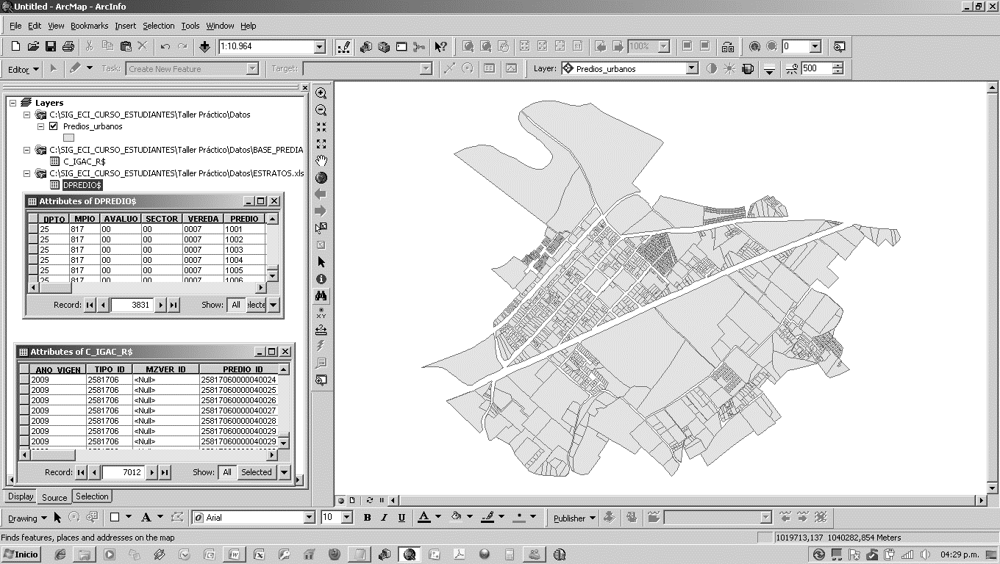 Untitled - ArcMap - ArcInfo
File Edit View Bookmarks Insert Selection Tools Window Help
1:10.964 100% 0
Editor Task: Create New Feature Target: Layer: Predios_urbanos 500
Layers
C:\SIG_ECI_CURSO_ESTUDIANTES\Taller Práctico\Datos
Predios_urbanos
C:\SIG_ECI_CURSO_ESTUDIANTES\Taller Práctico\Datos\BASE_PREDIA
C_IGAC_R$
C:\SIG_ECI_CURSO_ESTUDIANTES\Taller Práctico\Datos\ESTRATOS.xls
DPREDIO$
Attributes of DPREDIO$
DPTO MPIO AVALUO SECTOR VEREDA PREDIO
25 817 00 00 0007 1001
25 817 00 00 0007 1002
25 817 00 00 0007 1003
25 817 00 00 0007 1004
25 817 00 00 0007 1005
25 817 00 00 0007 1006
Record: 3831 Show: All electe
Attributes of C_IGAC_R$
ANO_VIGEN TIPO_ID MZVER_ID PREDIO_ID
2009 2581706 <Null> 25817060000040024
2009 2581706 <Null> 25817060000040025
2009 2581706 <Null> 25817060000040026
2009 2581706 <Null> 25817060000040027
2009 2581706 <Null> 25817060000040028
2009 2581706 <Null> 25817060000040029
2009 2581706 <Null> 25817060000040029
Record: 7012 Show: All Selected
Display Source Selection
Drawing A Arial 10 B I U A Publisher
Finds features, places and addresses on the map
1019713,137 1040282,854 Meters
Inicio 04:29 p.m.